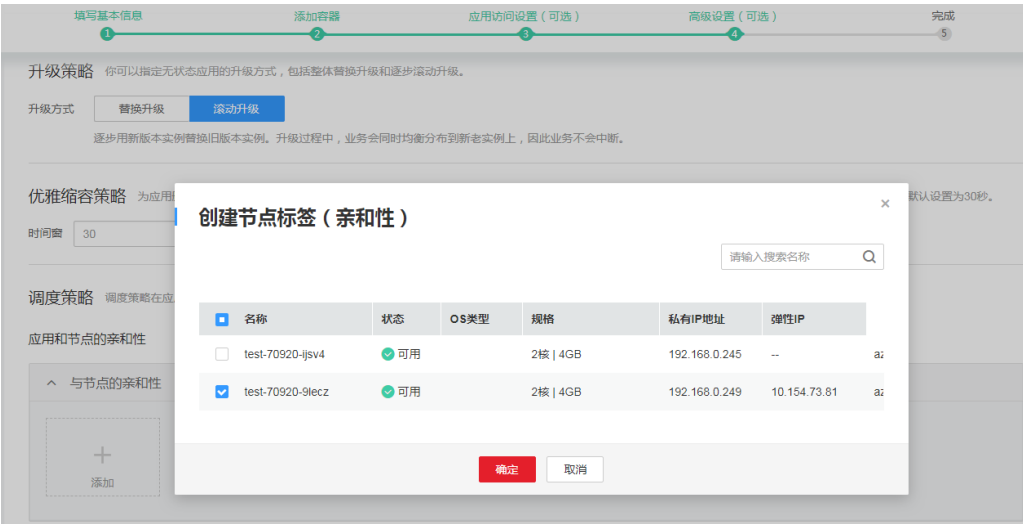 填写基本信息 添加容器 应用访问设置（可选） 高级设置（可选） 完成
1 2 3 4 5
升级策略 你可以指定无状态应用的升级方式，包括整体替换升级和逐步滚动升级。
升级方式 替换升级 滚动升级
逐步用新版本实例替换旧版本实例。升级过程中，业务会同时均衡分布到新老实例上，因此业务不会中断。
优雅缩容策略 为应用 默认设置为30秒。
创建节点标签（亲和性） ×
时间窗 30
请输入搜索名称
调度策略 调度策略在应
名称 状态 OS类型 规格 私有IP地址 弹性IP
应用和节点的亲和性
test-70920-ijsv4 可用 2核 | 4GB 192.168.0.245 --
与节点的亲和性
test-70920-9lecz 可用 2核 | 4GB 192.168.0.249 10.154.73.81
添加
确定 取消